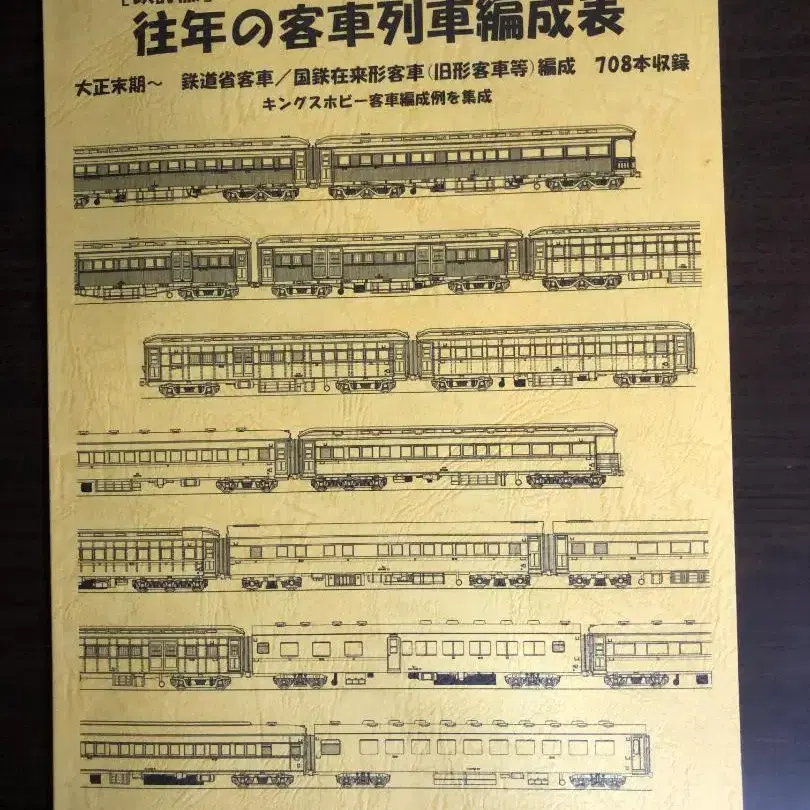 往年の客車列車編成表
大正末期～　鉄道省客車／国鉄在来形客車(旧形客車等)編成　708本収録
キングスホビー客車編成例を集成